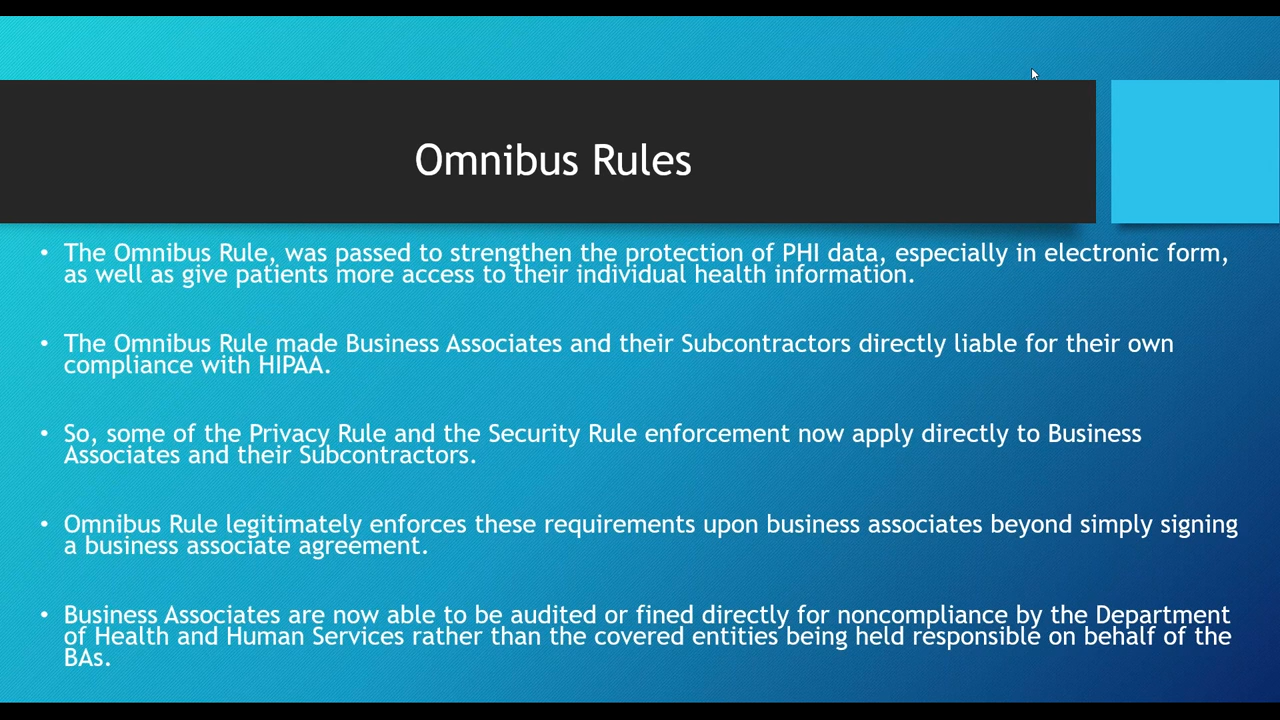 Omnibus Rules
• The Omnibus Rule, was passed to strengthen the protection of PHI data, especially in electronic form,
as well as give patients more access to their individual health information.
• The Omnibus Rule made Business Associates and their Subcontractors directly liable for their own
compliance with HIPAA.
• So, some of the Privacy Rule and the Security Rule enforcement now apply directly to Business
Associates and their Subcontractors.
• Omnibus Rule legitimately enforces these requirements upon business associates beyond simply signing
a business associate agreement.
• Business Associates are now able to be audited or fined directly for noncompliance by the Department
of Health and Human Services rather than the covered entities being held responsible on behalf of the
BAs.